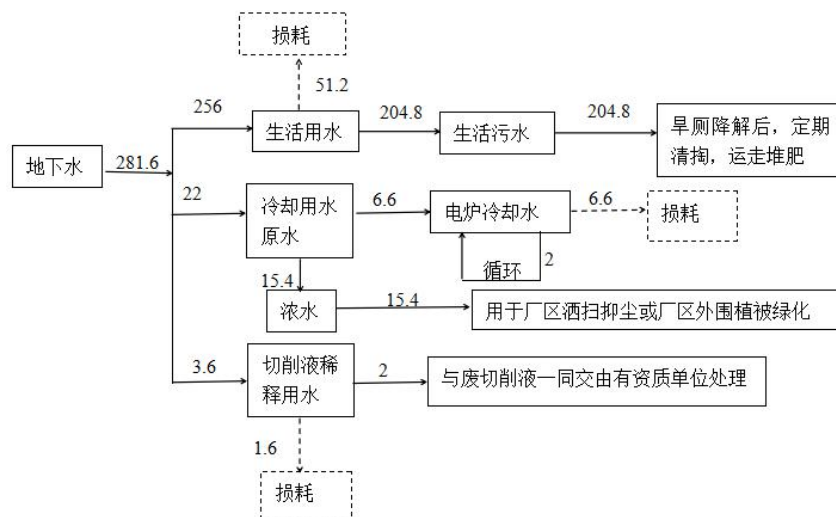 损耗
51.2
256
204.8
204.8
生活用水
生活污水
旱厕降解后，定期
清掏，运走堆肥
地下水
281.6
22
6.6
6.6
冷却用水
原水
电炉冷却水
损耗
循环
2
15.4
浓水
15.4
用于厂区洒扫抑尘或厂区外围植被绿化
3.6
切削液稀
释用水
2
与废切削液一同交由有资质单位处理
1.6
损耗